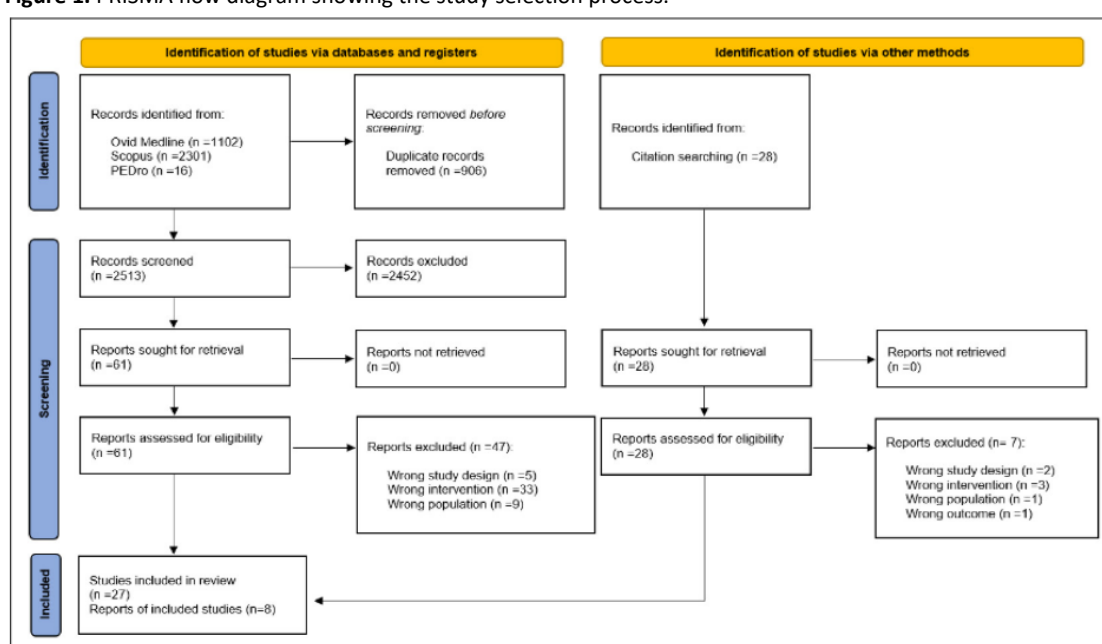 Figure 1. PRISMA flow diagram showing the study selection process.
Identification of studies via databases and registers
Identification of studies via other methods
Identification
Records identified from:
Ovid Medline (n =1102)
Scopus (n =2301)
PEDro (n =16)
Records removed before
screening:
Duplicate records
removed (n =906)
Records identified from:
Citation searching (n =28)
Screening
Records screened
(n =2513)
Records excluded
(n =2452)
Reports sought for retrieval
(n =61)
Reports not retrieved
(n =0)
Reports sought for retrieval
(n =28)
Reports not retrieved
(n =0)
Reports assessed for eligibility
(n =61)
Reports excluded (n =47):
Wrong study design (n =5)
Wrong intervention (n =33)
Wrong population (n =9)
Reports assessed for eligibility
(n =28)
Reports excluded (n= 7):
Wrong study design (n =2)
Wrong intervention (n =3)
Wrong population (n =1)
Wrong outcome (n =1)
Included
Studies included in review
(n =27)
Reports of included studies (n=8)